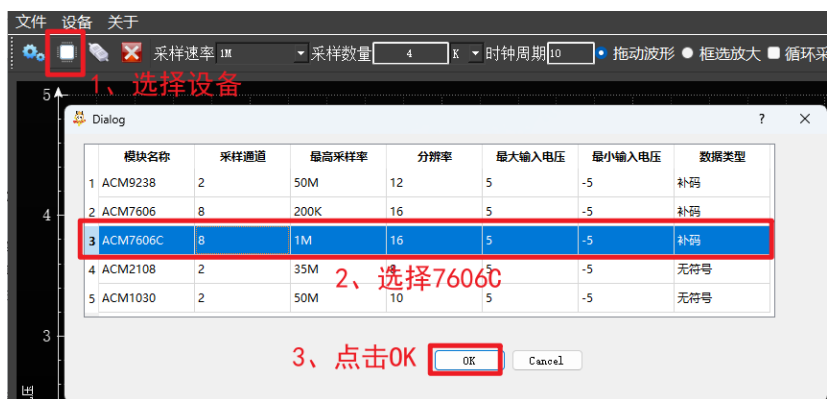 文件 设备 关于
采样速率 1M 采样数量 4 K 时钟周期 10 拖动波形 框选放大 循环采
1、选择设备
5
Dialog ? ×
模块名称 采样通道 最高采样率 分辨率 最大输入电压 最小输入电压 数据类型
1 ACM9238 2 50M 12 5 -5 补码
4
2 ACM7606 8 200K 16 5 -5 补码
3 ACM7606C 8 1M 16 5 -5 补码
4 ACM2108 2 35M 5 -5 无符号
2、选择7606C
5 ACM1030 2 50M 10 5 -5 无符号
3
3、点击OK OK Cancel
压